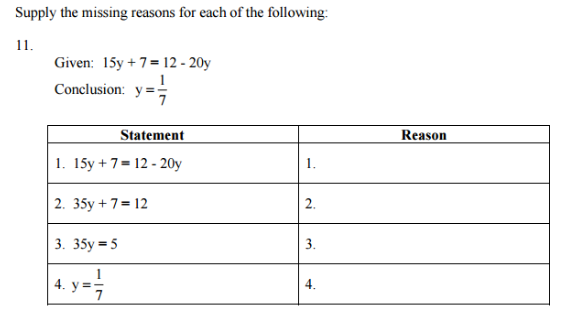 Supply the missing reasons for each of the following:
11.
Given: 15y + 7 = 12 - 20y
Conclusion: y = 1/7
Statement Reason
1. 15y + 7 = 12 - 20y 1.
2. 35y + 7 = 12 2.
3. 35y = 5 3.
4. y = 1/7 4.